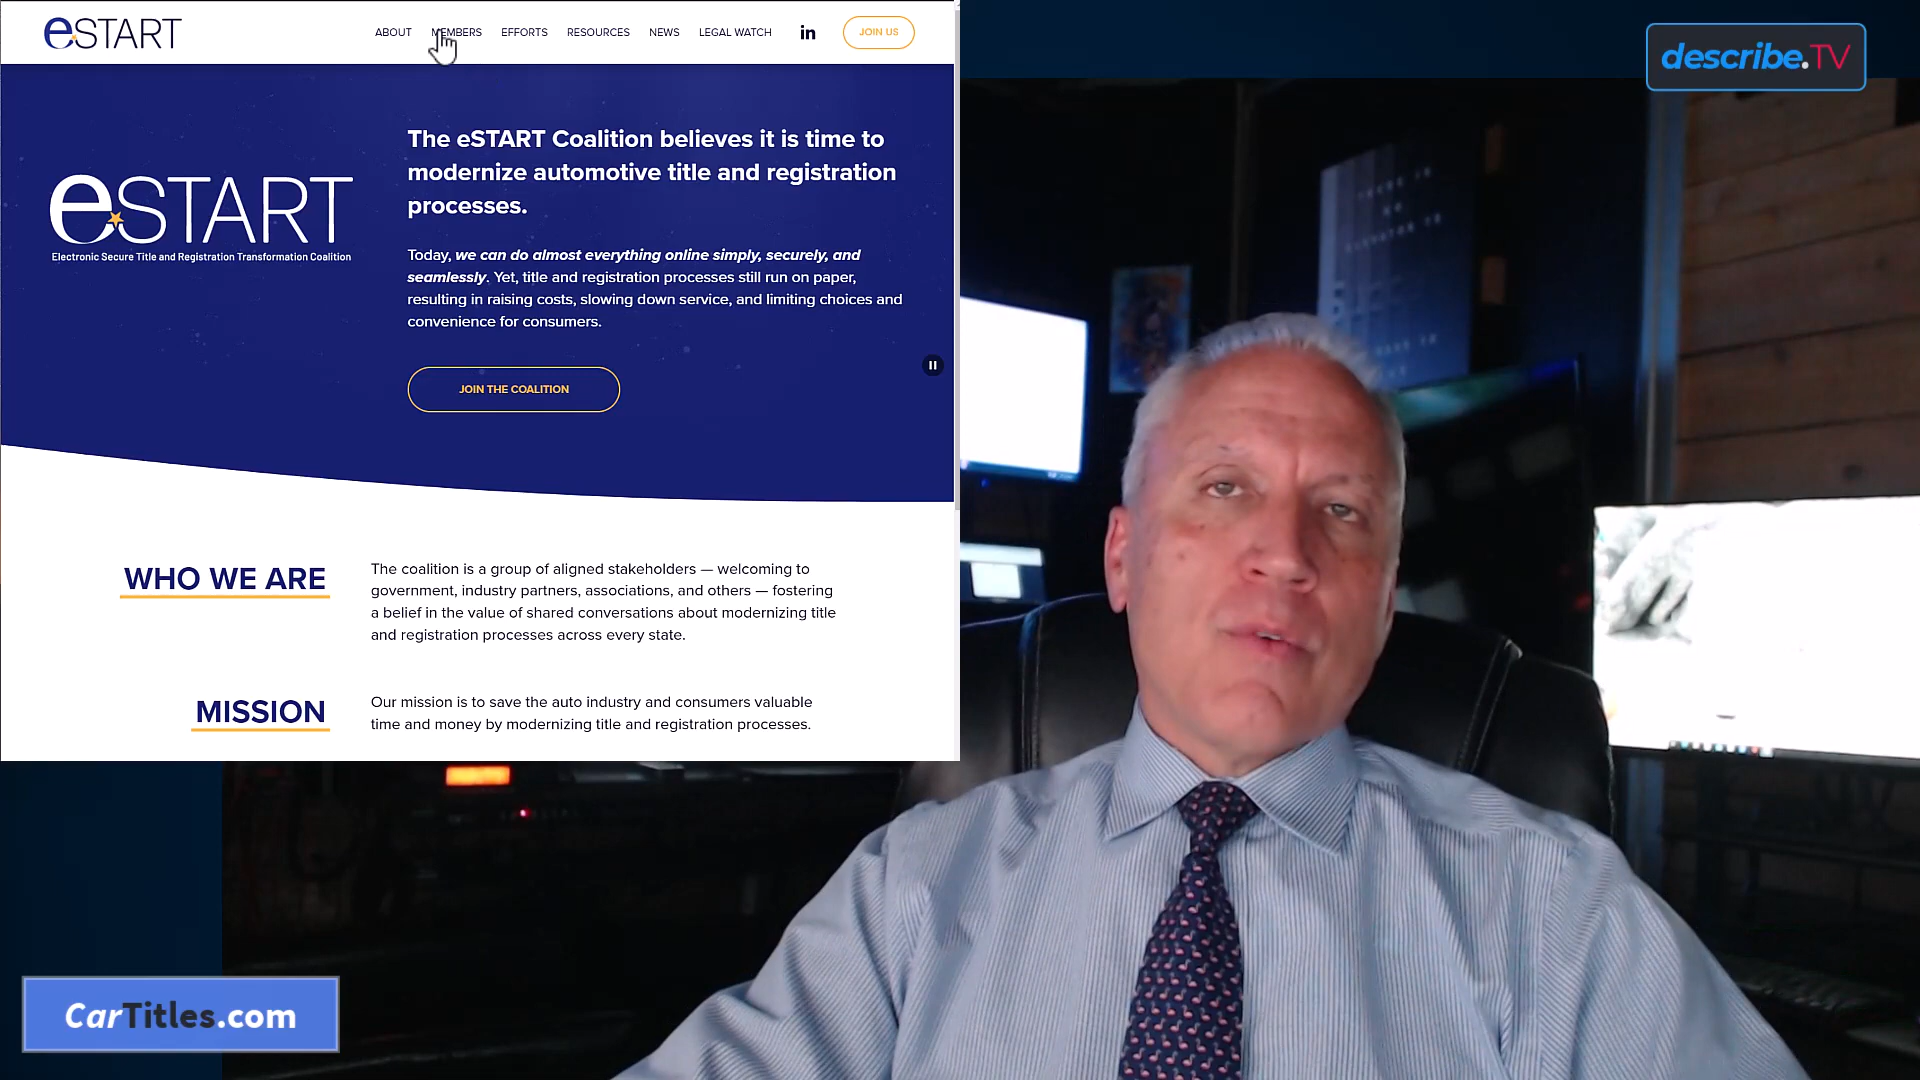 eSTART
ABOUT MEMBERS EFFORTS RESOURCES NEWS LEGAL WATCH in JOIN US
describe.TV
The eSTART Coalition believes it is time to
modernize automotive title and registration
processes.
eSTART
Electronic Secure Title and Registration Transformation Coalition
Today, we can do almost everything online simply, securely, and
seamlessly. Yet, title and registration processes still run on paper,
resulting in raising costs, slowing down service, and limiting choices and
convenience for consumers.
JOIN THE COALITION
WHO WE ARE
The coalition is a group of aligned stakeholders — welcoming to
government, industry partners, associations, and others — fostering
a belief in the value of shared conversations about modernizing title
and registration processes across every state.
MISSION
Our mission is to save the auto industry and consumers valuable
time and money by modernizing title and registration processes.
CarTitles.com